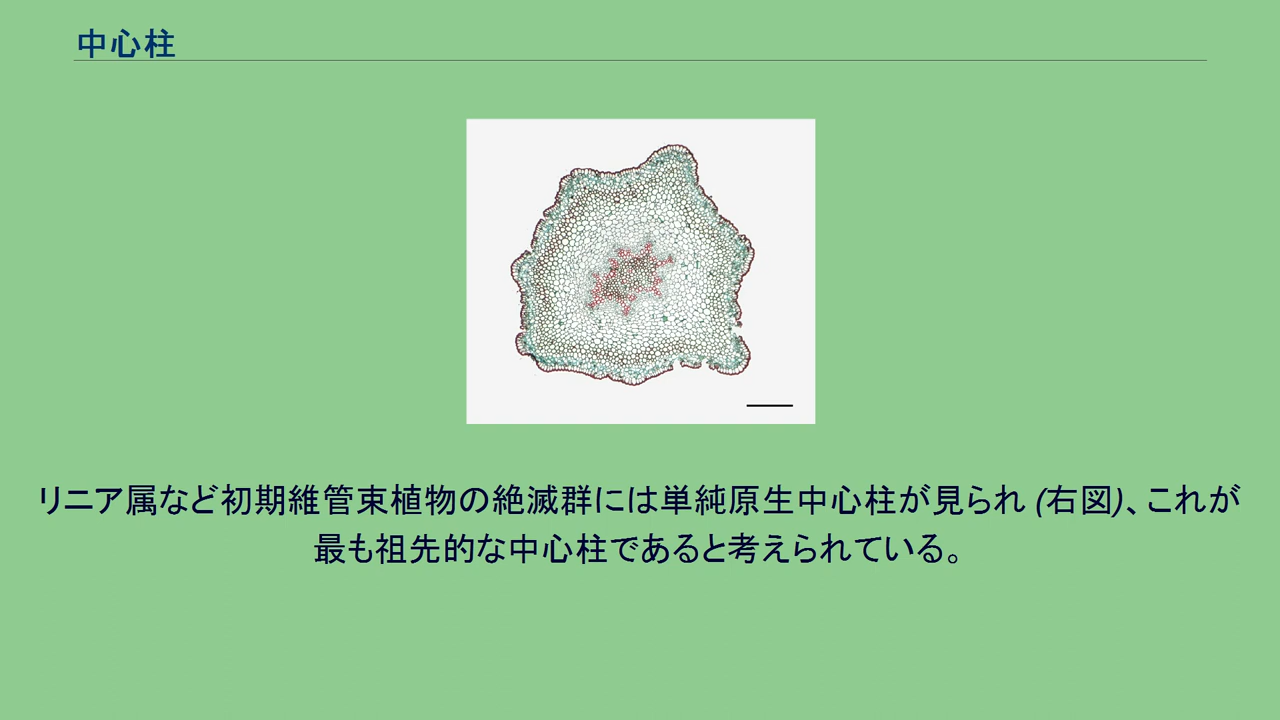 中心柱
リニア属など初期維管束植物の絶滅群には単純原生中心柱が見られ (右図)、これが
最も祖先的な中心柱であると考えられている。